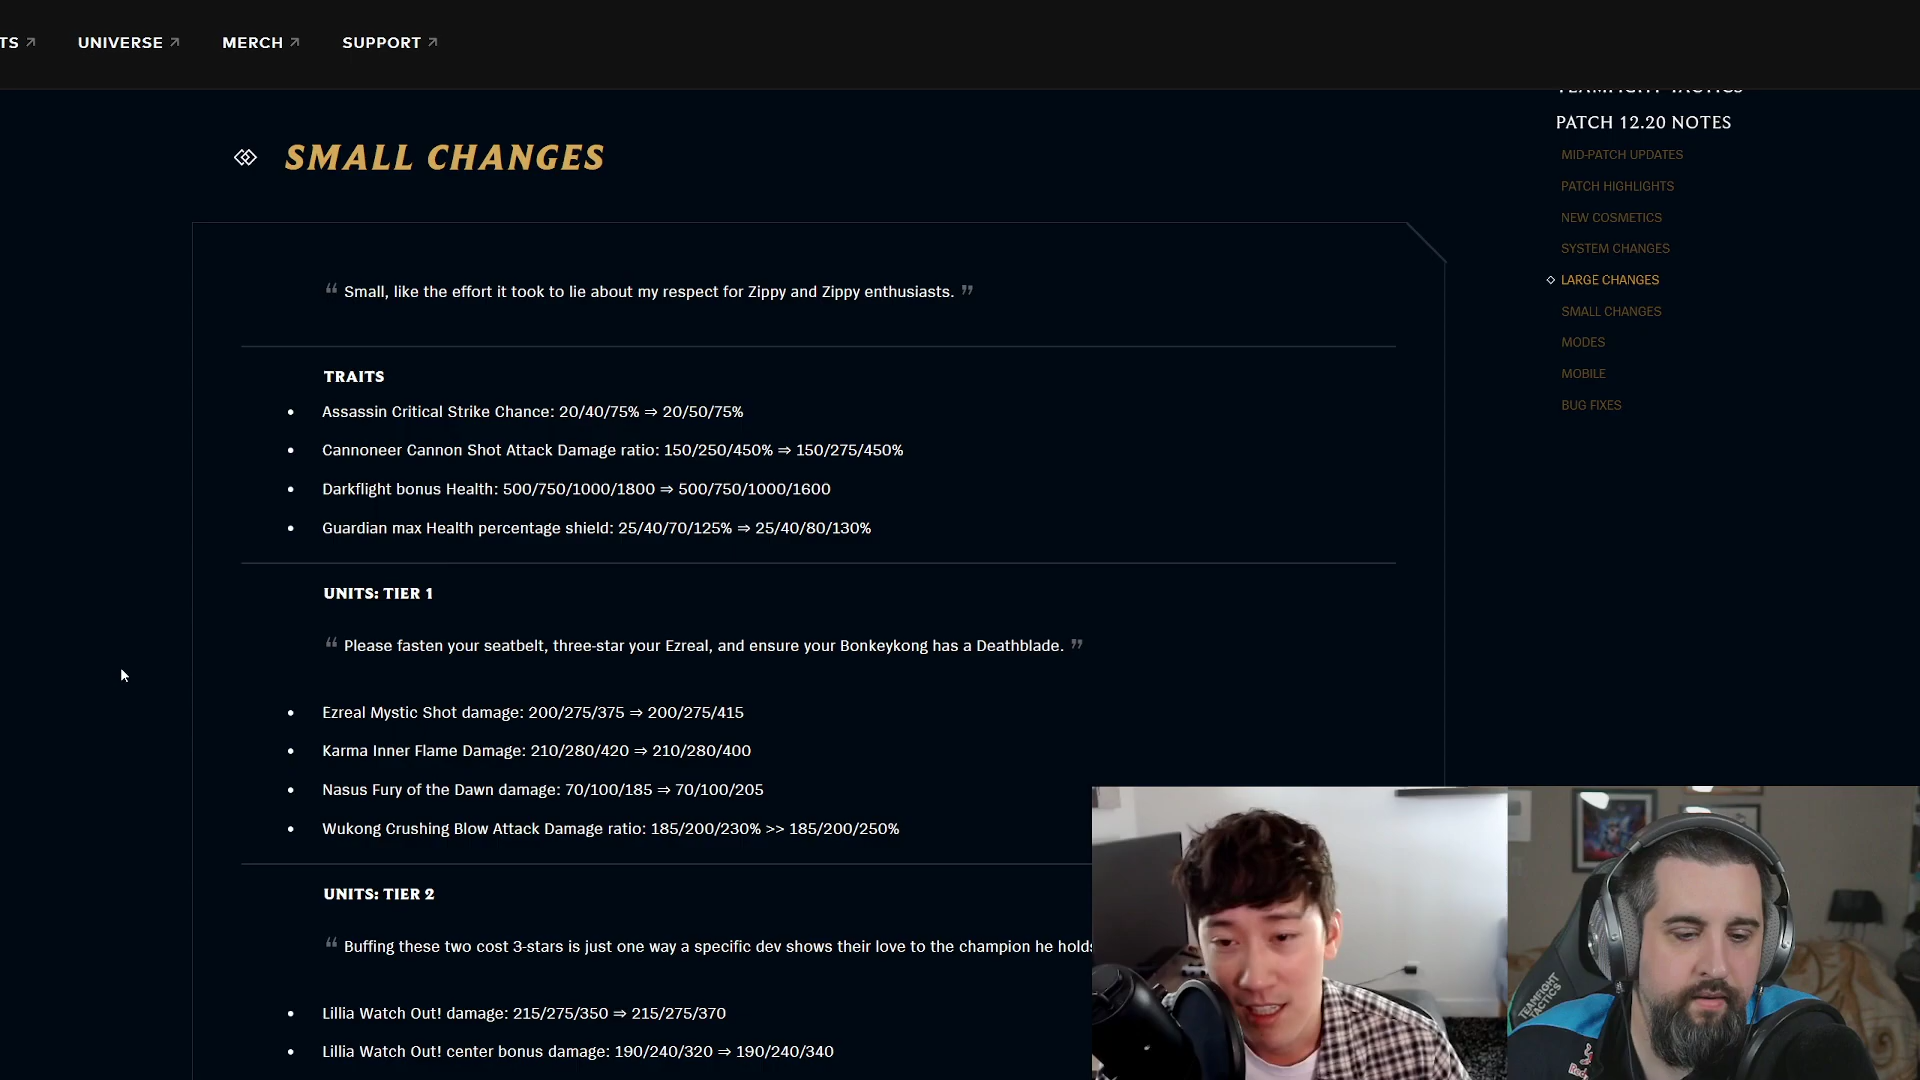 TS
UNIVERSE
MERCH
SUPPORT
TEAMFIGHT TACTICS
PATCH 12.20 NOTES
MID-PATCH UPDATES
PATCH HIGHLIGHTS
NEW COSMETICS
SYSTEM CHANGES
LARGE CHANGES
SMALL CHANGES
MODES
MOBILE
BUG FIXES
SMALL CHANGES
“ Small, like the effort it took to lie about my respect for Zippy and Zippy enthusiasts. ”
TRAITS
• Assassin Critical Strike Chance: 20/40/75% ⇒ 20/50/75%
• Cannoneer Cannon Shot Attack Damage ratio: 150/250/450% ⇒ 150/275/450%
• Darkflight bonus Health: 500/750/1000/1800 ⇒ 500/750/1000/1600
• Guardian max Health percentage shield: 25/40/70/125% ⇒ 25/40/80/130%
UNITS: TIER 1
“ Please fasten your seatbelt, three-star your Ezreal, and ensure your Bonkeykong has a Deathblade. ”
• Ezreal Mystic Shot damage: 200/275/375 ⇒ 200/275/415
• Karma Inner Flame Damage: 210/280/420 ⇒ 210/280/400
• Nasus Fury of the Dawn damage: 70/100/185 ⇒ 70/100/205
• Wukong Crushing Blow Attack Damage ratio: 185/200/230% >> 185/200/250%
UNITS: TIER 2
“ Buffing these two cost 3-stars is just one way a specific dev shows their love to the champion he holds
• Lillia Watch Out! damage: 215/275/350 ⇒ 215/275/370
• Lillia Watch Out! center bonus damage: 190/240/320 ⇒ 190/240/340
TEAMFIGHT
TACTICS
Red